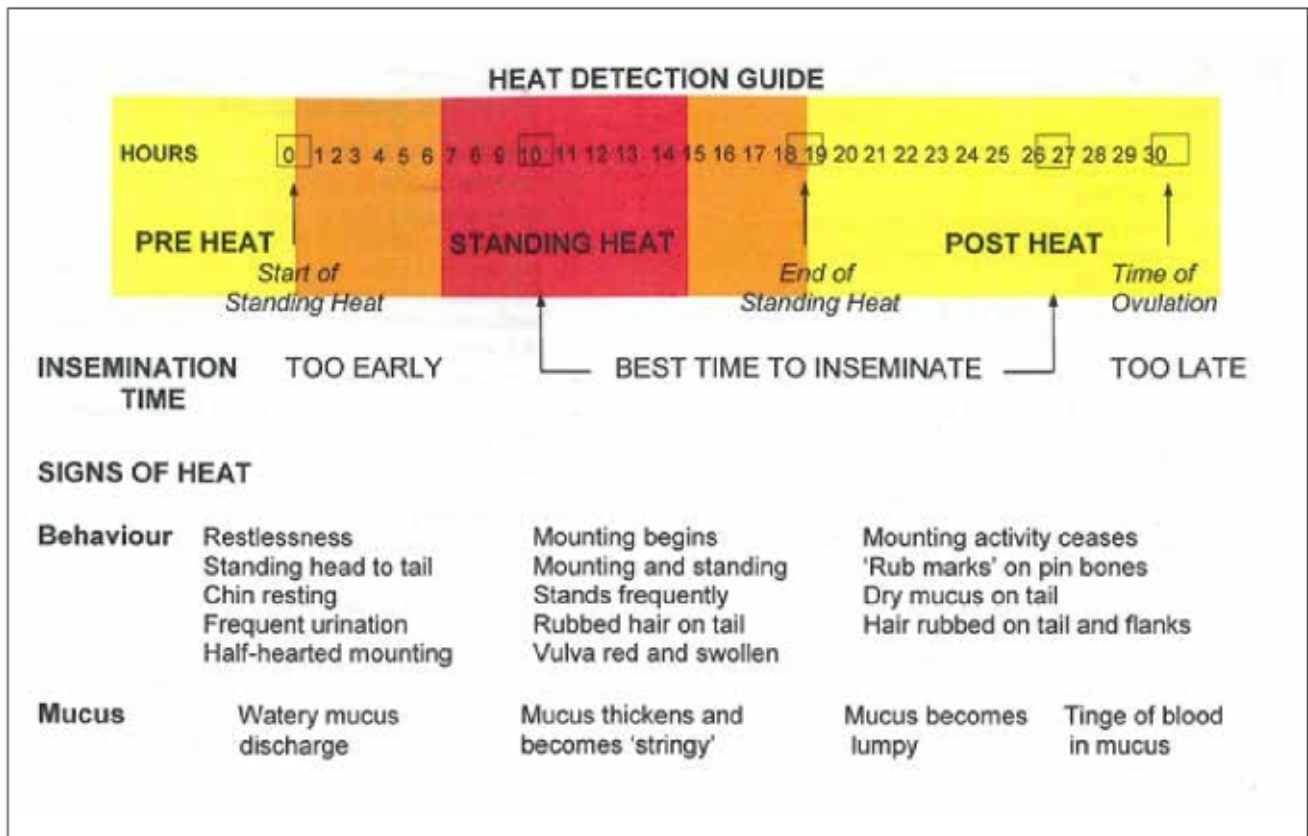 HEAT DETECTION GUIDE
HOURS 0 1 2 3 4 5 6 7 8 9 10 11 12 13 14 15 16 17 18 19 20 21 22 23 24 25 26 27 28 29 30
PRE HEAT STANDING HEAT POST HEAT
Start of Standing Heat
End of Standing Heat
Time of Ovulation
INSEMINATION TIME
TOO EARLY BEST TIME TO INSEMINATE TOO LATE
SIGNS OF HEAT
Behaviour
Restlessness
Standing head to tail
Chin resting
Frequent urination
Half-hearted mounting
Mounting begins
Mounting and standing
Stands frequently
Rubbed hair on tail
Vulva red and swollen
Mounting activity ceases
'Rub marks' on pin bones
Dry mucus on tail
Hair rubbed on tail and flanks
Mucus
Watery mucus
discharge
Mucus thickens and
becomes 'stringy'
Mucus becomes
lumpy
Tinge of blood
in mucus